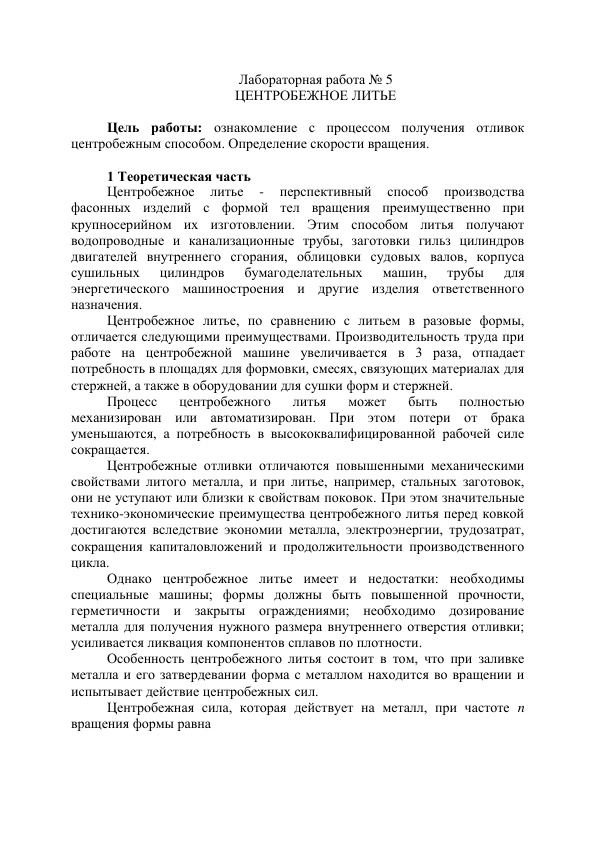 Лабораторная работа № 5
ЦЕНТРОБЕЖНОЕ ЛИТЬЕ
Цель работы: ознакомление с процессом получения отливок
центробежным способом. Определение скорости вращения.
1 Теоретическая часть
Центробежное литье - перспективный способ производства
фасонных изделий с формой тел вращения преимущественно при
крупносерийном их изготовлении. Этим способом литья получают
водопроводные и канализационные трубы, заготовки гильз цилиндров
двигателей внутреннего сгорания, облицовки судовых валов, корпуса
сушильных цилиндров бумагоделательных машин, трубы для
энергетического машиностроения и другие изделия ответственного
назначения.
Центробежное литье, по сравнению с литьем в разовые формы,
отличается следующими преимуществами. Производительность труда при
работе на центробежной машине увеличивается в 3 раза, отпадает
потребность в площадях для формовки, смесях, связующих материалах для
стержней, а также в оборудовании для сушки форм и стержней.
Процесс центробежного литья может быть полностью
механизирован или автоматизирован. При этом потери от брака
уменьшаются, а потребность в высококвалифицированной рабочей силе
сокращается.
Центробежные отливки отличаются повышенными механическими
свойствами литого металла, и при литье, например, стальных заготовок,
они не уступают или близки к свойствам поковок. При этом значительные
технико-экономические преимущества центробежного литья перед ковкой
достигаются вследствие экономии металла, электроэнергии, трудозатрат,
сокращения капиталовложений и продолжительности производственного
цикла.
Однако центробежное литье имеет и недостатки: необходимы
специальные машины; формы должны быть повышенной прочности,
герметичности и закрыты ограждениями; необходимо дозирование
металла для получения нужного размера внутреннего отверстия отливки;
усиливается ликвация компонентов сплавов по плотности.
Особенность центробежного литья состоит в том, что при заливке
металла и его затвердевании форма с металлом находится во вращении и
испытывает действие центробежных сил.
Центробежная сила, которая действует на металл, при частоте n
вращения формы равна